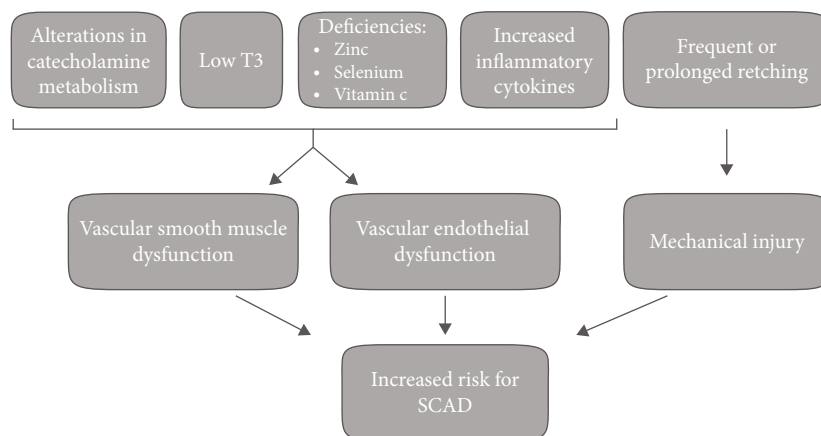 Alterations in
catecholamine
metabolism
Low T3
Deficiencies:
• Zinc
• Selenium
• Vitamin c
Increased
inflammatory
cytokines
Frequent or
prolonged retching
Vascular smooth muscle
dysfunction
Vascular endothelial
dysfunction
Mechanical injury
Increased risk for
SCAD